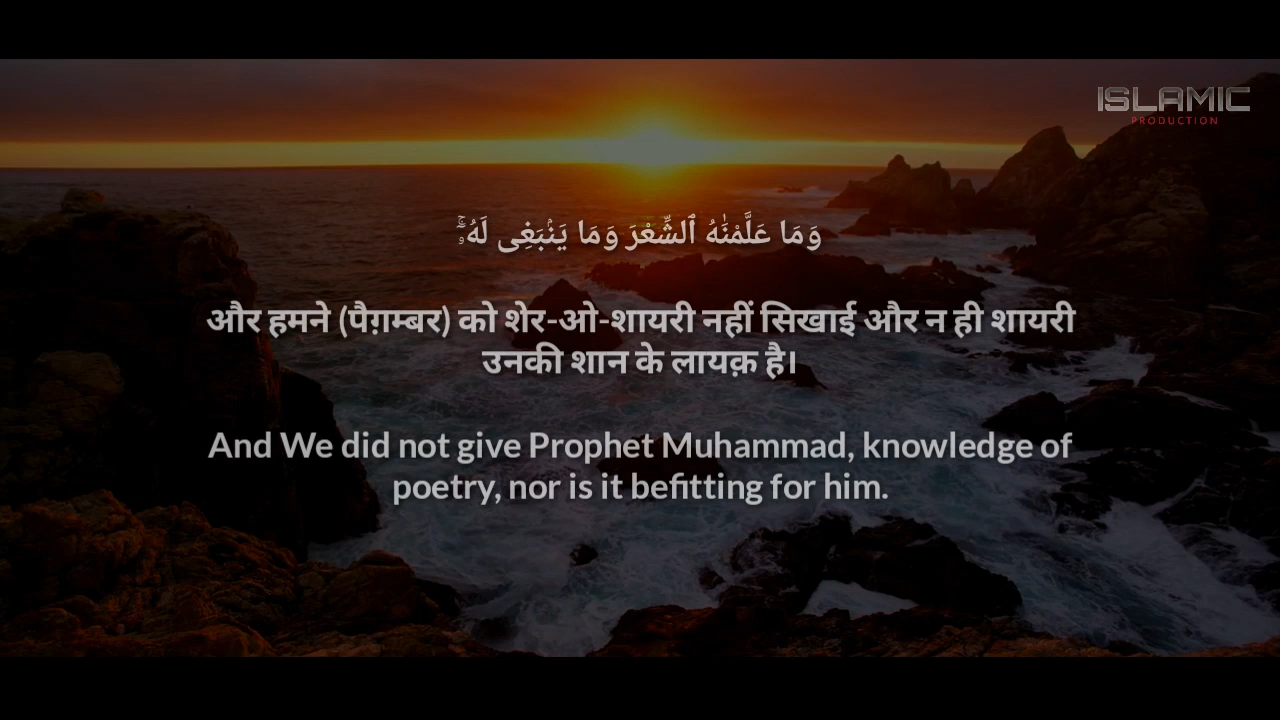 ISLAMIC
PRODUCTION
وَمَا عَلَّمْنَٰهُ ٱلشِّعْرَ وَمَا يَنۢبَغِى لَهُۥٓ ۚ
और हमने (पैग़म्बर) को शेर-ओ-शायरी नहीं सिखाई और न ही शायरी
उनकी शान के लायक़ है।
And We did not give Prophet Muhammad, knowledge of
poetry, nor is it befitting for him.